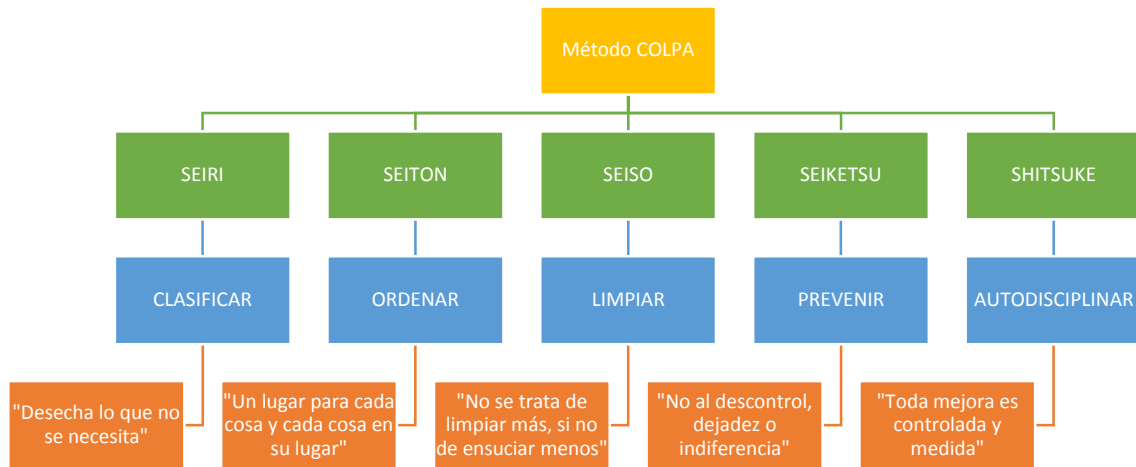 Método COLPA
SEIRI
SEITON
SEISO
SEIKETSU
SHITSUKE
CLASIFICAR
ORDENAR
LIMPIAR
PREVENIR
AUTODISCIPLINAR
"Desecha lo que no
se necesita"
"Un lugar para cada
cosa y cada cosa en
su lugar"
"No se trata de
limpiar más, si no
de ensuciar menos"
"No al descontrol,
dejadez o
indiferencia"
"Toda mejora es
controlada y
medida"